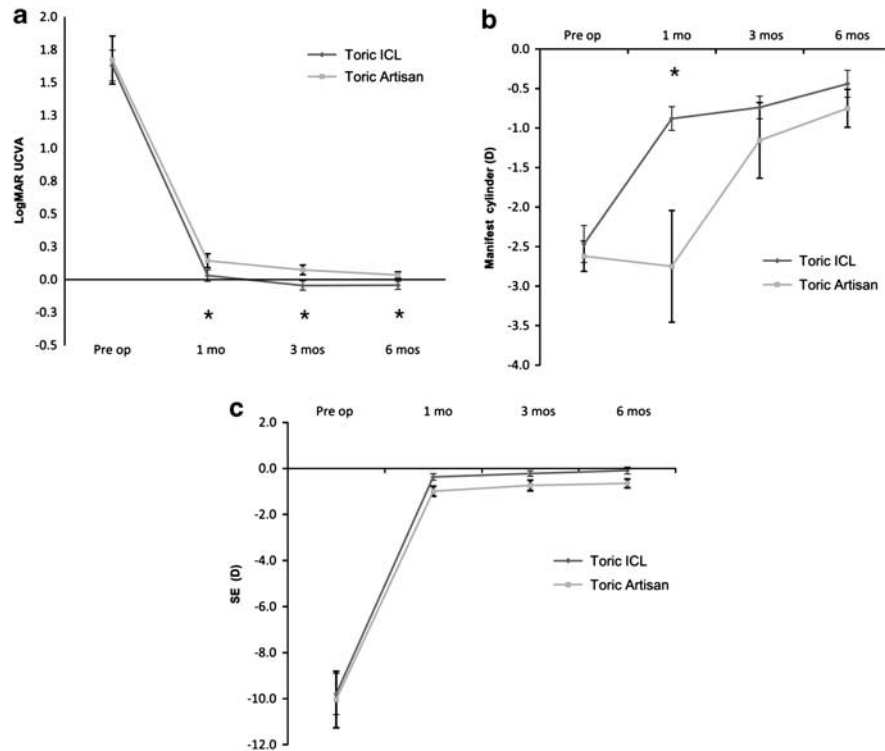 a
2.0
1.8
1.5
1.3
1.0
0.8
0.5
0.3
0.0
-0.3
-0.5
LogMAR UCVA
Toric ICL
Toric Artisan
* * *
Pre op 1 mo 3 mos 6 mos
b
Pre op 1 mo 3 mos 6 mos
0.0
-0.5
-1.0
-1.5
-2.0
-2.5
-3.0
-3.5
-4.0
Manifest cylinder (D)
*
Toric ICL
Toric Artisan
c
Pre op 1 mo 3 mos 6 mos
2.0
0.0
-2.0
-4.0
-6.0
-8.0
-10.0
-12.0
SE (D)
Toric ICL
Toric Artisan